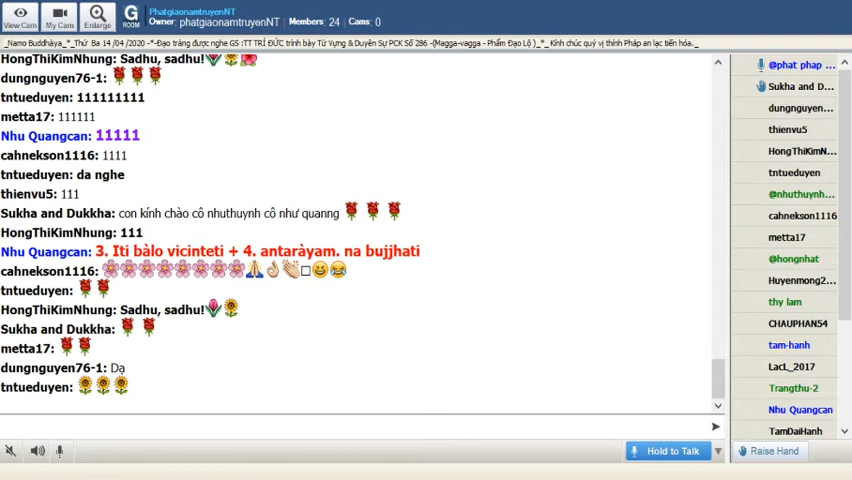 View Cam
My Cam
Enlarge
G
ROOM
PhatgiaonamtruyenNT
Owner: phatgiaonamtruyenNT Members: 24 Cams: 0
_Namo Buddhàya_*_Thứ Ba 14 /04 /2020 -*-Đạo tràng được nghe GS :TT TRÍ ĐỨC trình bày Từ Vựng & Duyên Sự PCK Số 286 -(Magga-vagga - Phẩm Đạo Lộ )_*_ Kính chúc quý vị thính Pháp an lạc tiến hóa._
HongThiKimNhung: Sadhu, sadhu!
dungnguyen76-1:
tntueduyen: 111111111
metta17: 111111
Nhu Quangcan: 11111
cahnekson1116: 1111
tntueduyen: da nghe
thienvu5: 111
Sukha and Dukkha: con kính chào cô nhuthuynh cô như quanng
HongThiKimNhung: 111
Nhu Quangcan: 3. Iti bàlo vicinteti + 4. antaràyam. na bujjhati
cahnekson1116:
tntueduyen:
HongThiKimNhung: Sadhu, sadhu!
Sukha and Dukkha:
metta17:
dungnguyen76-1: Dạ
tntueduyen:
@phat phap ...
Sukha and D...
dungnguyen...
thienvu5
HongThiKimN...
tntueduyen
@nhuthuynh...
cahnekson1116
metta17
@hongnhat
Huyenmong2...
thy lam
CHAUPHAN54
tam-hanh
LacL_2017
Trangthu-2
Nhu Quangcan
TamDaiHanh
Hold to Talk
Raise Hand